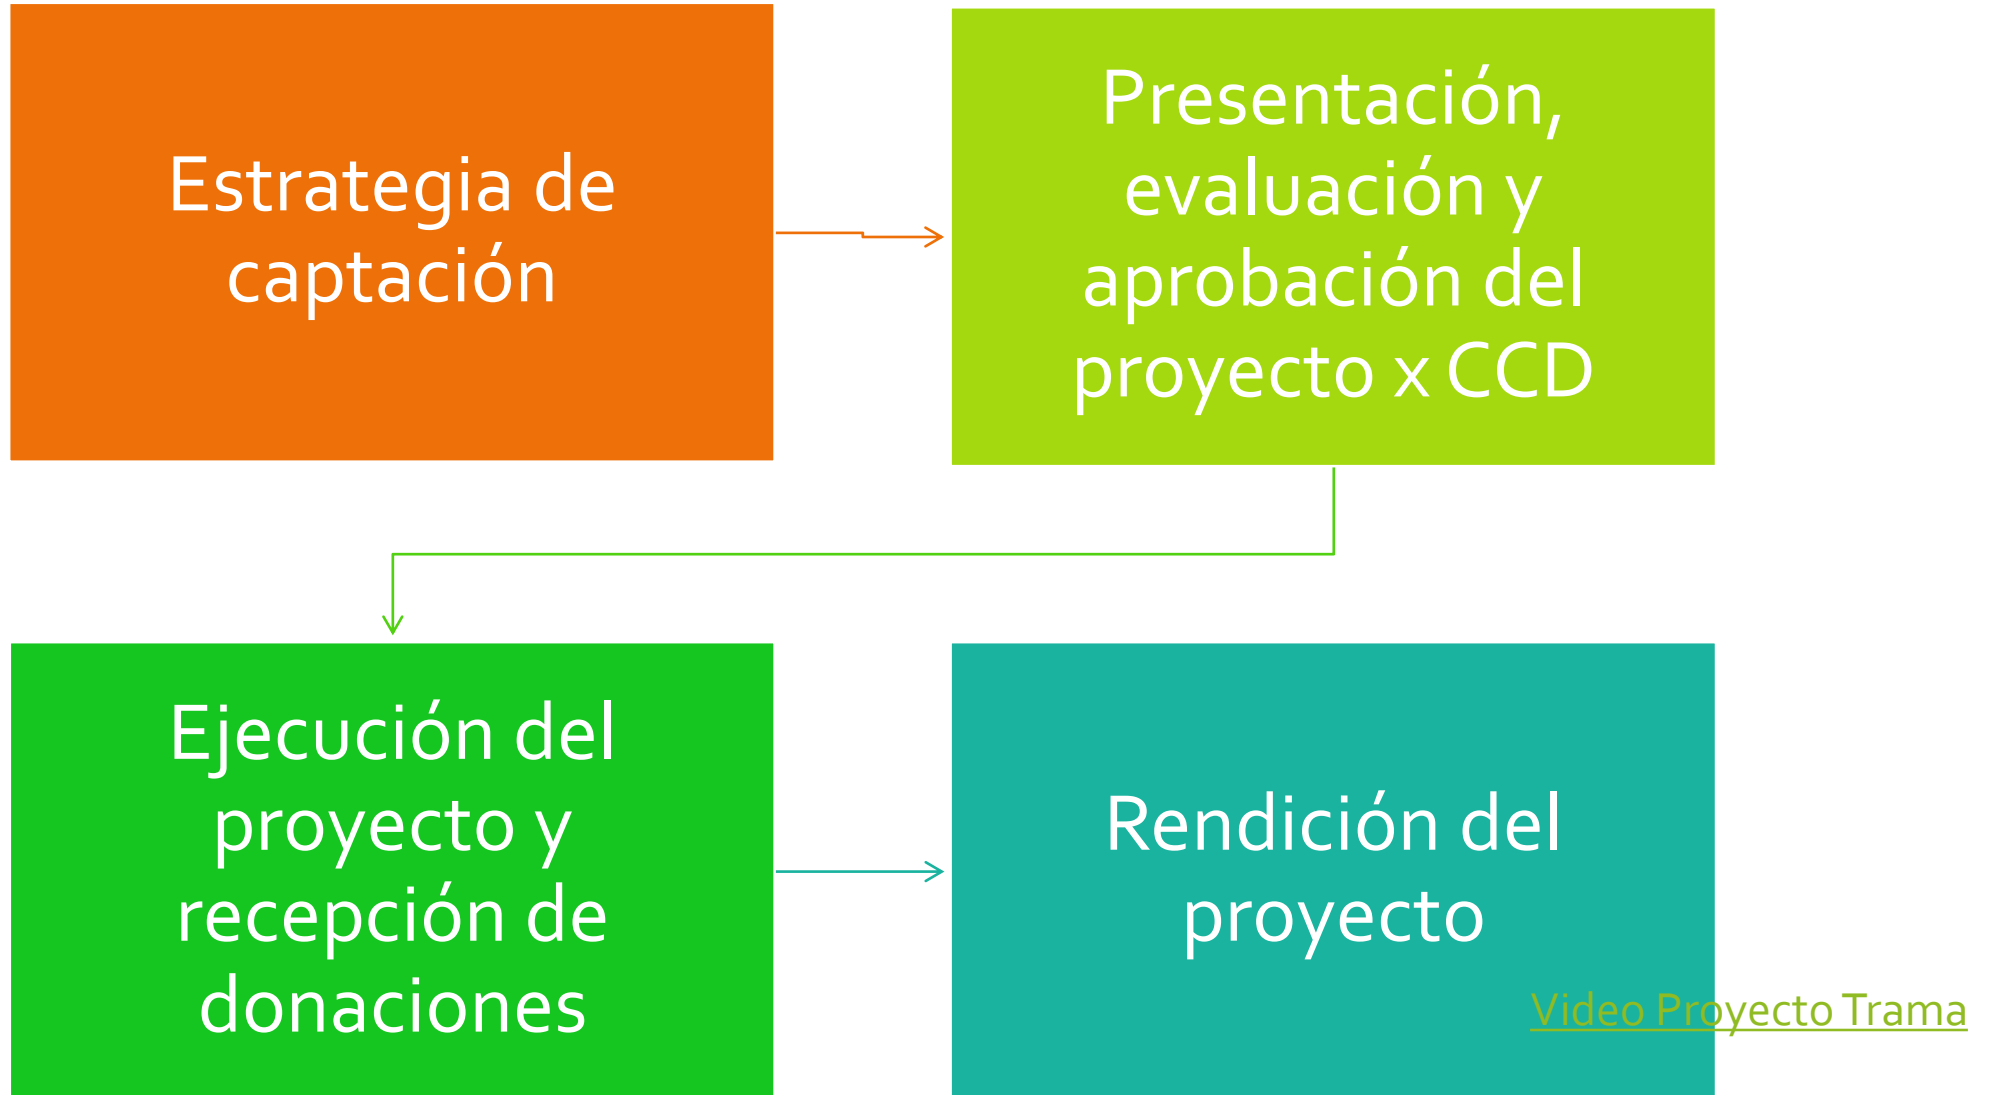 Estrategia de
captación
Presentación,
evaluación y
aprobación del
proyecto x CCD
Ejecución del
proyecto y
recepción de
donaciones
Rendición del
proyecto
Video Proyecto Trama